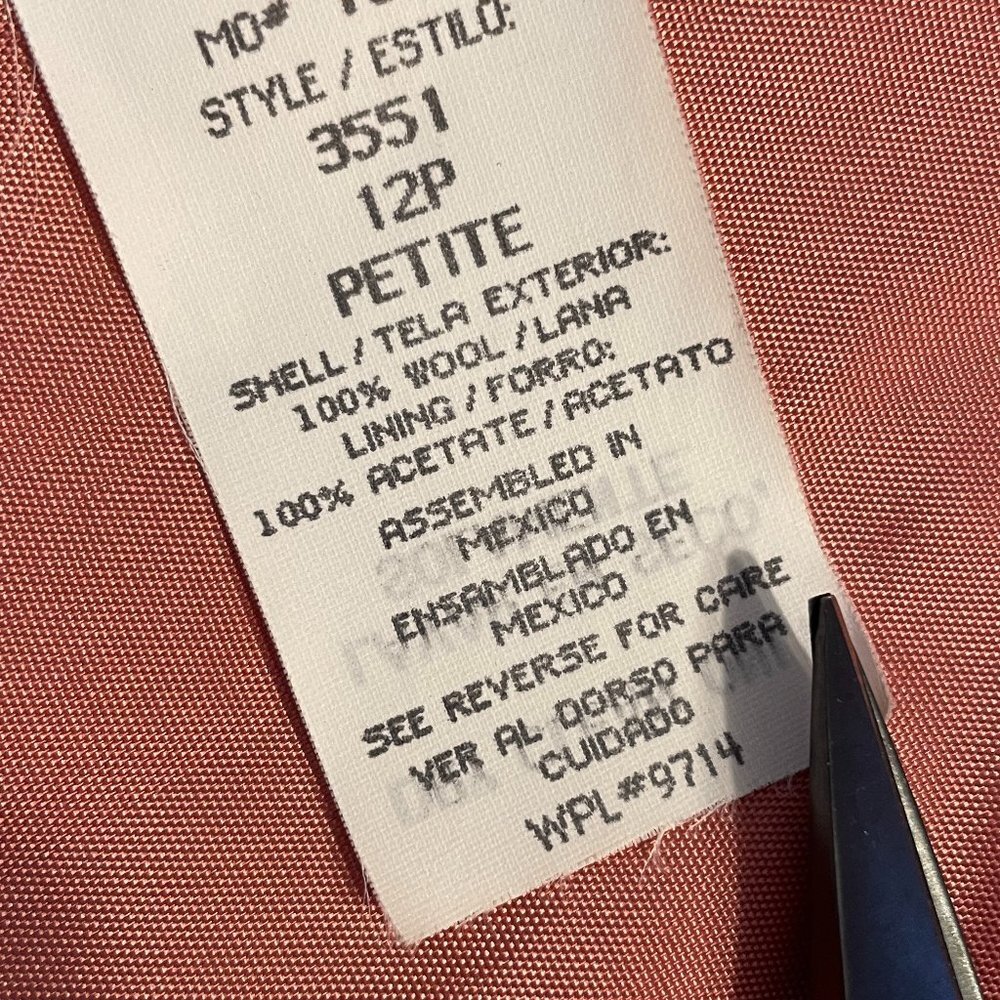 MO#
STYLE / ESTILO:
3551
12P
PETITE
SHELL / TELA EXTERIOR:
100% WOOL / LANA
LINING / FORRO:
100% ACETATE / ACETATO
ASSEMBLED IN
MEXICO
ENSAMBLADO EN
MEXICO
SEE REVERSE FOR CARE
VER AL DORSO PARA
CUIDADO
WPL#9714